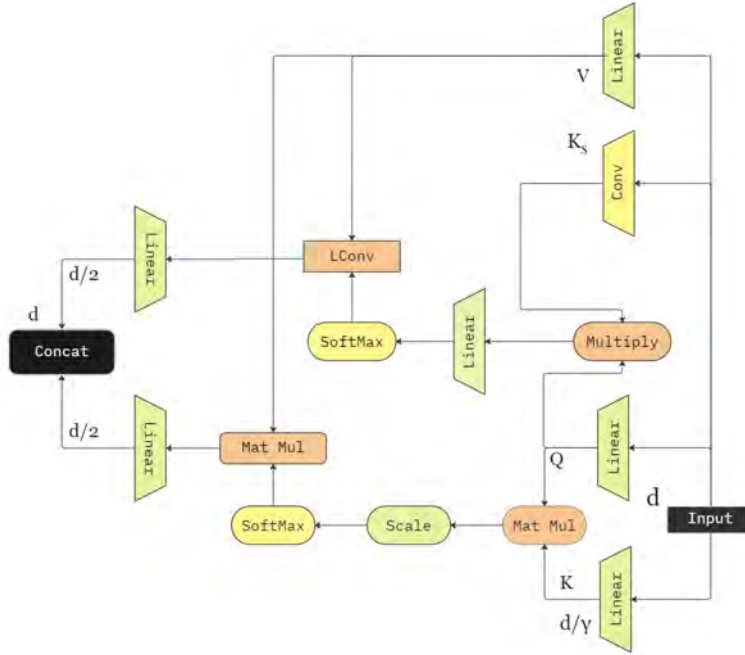 Linear
V
K_s
Conv
Linear
d/2
LConv
d
Concat
SoftMax
Linear
Multiply
d/2
Linear
Mat Mul
Q
Linear
d
Input
SoftMax
Scale
Mat Mul
K
d/γ
Linear